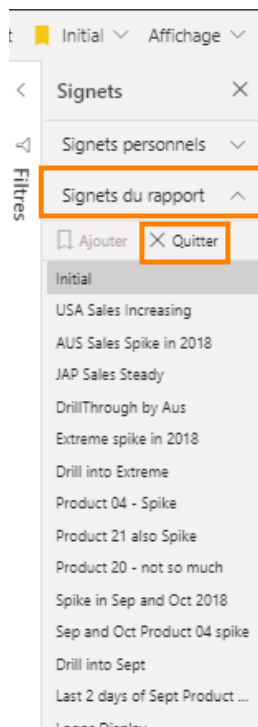 Initial Affichage
Signets
Signets personnels
Filtres
Signets du rapport
Ajouter Quitter
Initial
USA Sales Increasing
AUS Sales Spike in 2018
JAP Sales Steady
DrillThrough by Aus
Extreme spike in 2018
Drill into Extreme
Product 04 - Spike
Product 21 also Spike
Product 20 - not so much
Spike in Sep and Oct 2018
Sep and Oct Product 04 spike
Drill into Sept
Last 2 days of Sept Product ...